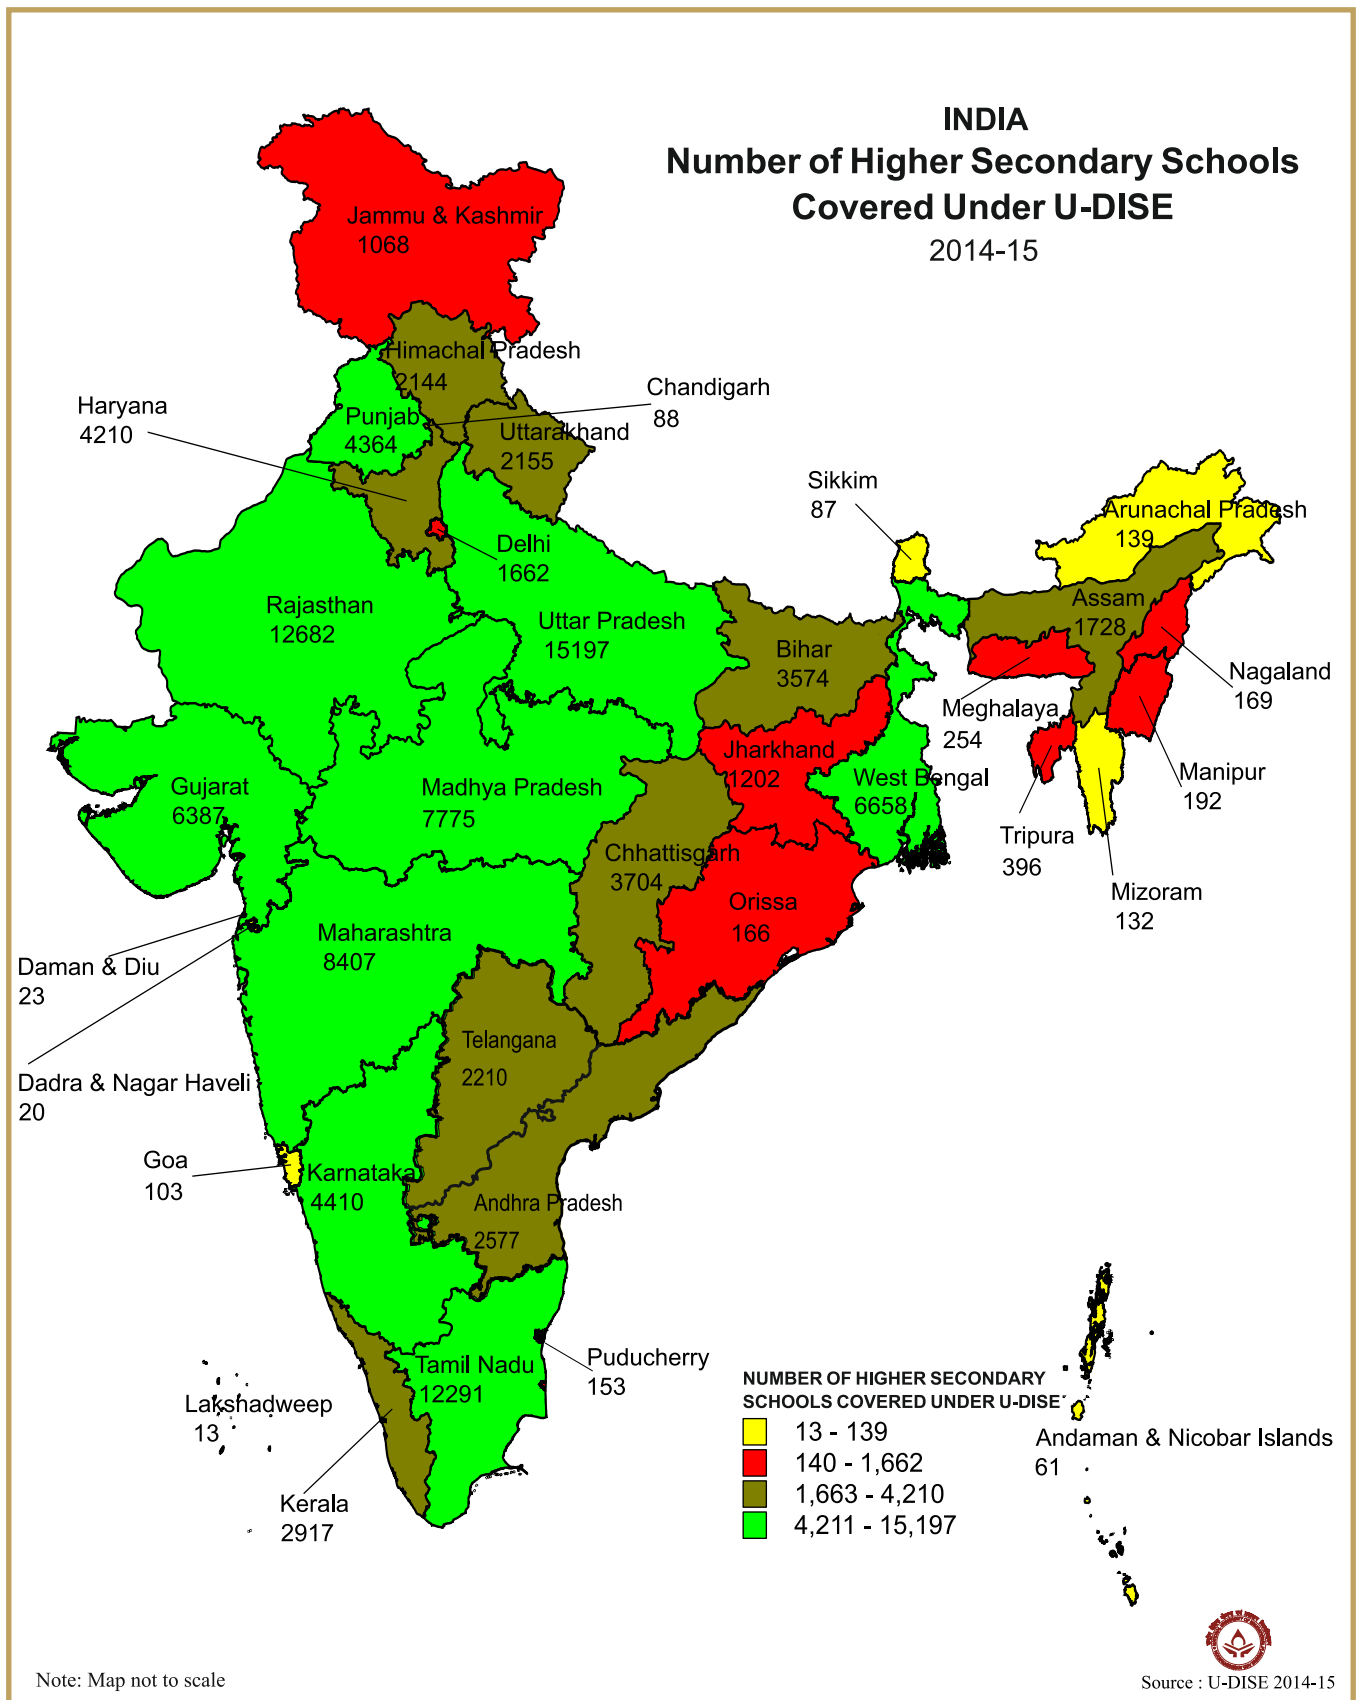 INDIA
Number of Higher Secondary Schools
Covered Under U-DISE
2014-15
Jammu & Kashmir
1068
Himachal Pradesh
2144
Chandigarh
88
Haryana
4210
Punjab
4364
Uttarakhand
2155
Sikkim
87
Arunachal Pradesh
139
Delhi
1662
Rajasthan
12682
Uttar Pradesh
15197
Assam
1728
Bihar
3574
Nagaland
169
Meghalaya
254
Jharkhand
1202
West Bengal
6658
Manipur
192
Gujarat
6387
Madhya Pradesh
7775
Tripura
396
Chhattisgarh
3704
Mizoram
132
Orissa
166
Maharashtra
8407
Daman & Diu
23
Telangana
2210
Dadra & Nagar Haveli
20
Goa
103
Karnataka
4410
Andhra Pradesh
2577
Puducherry
153
Tamil Nadu
12291
Lakshadweep
13
Kerala
2917
NUMBER OF HIGHER SECONDARY
SCHOOLS COVERED UNDER U-DISE
13 - 139
140 - 1,662
1,663 - 4,210
4,211 - 15,197
Andaman & Nicobar Islands
61
Note: Map not to scale
Source : U-DISE 2014-15